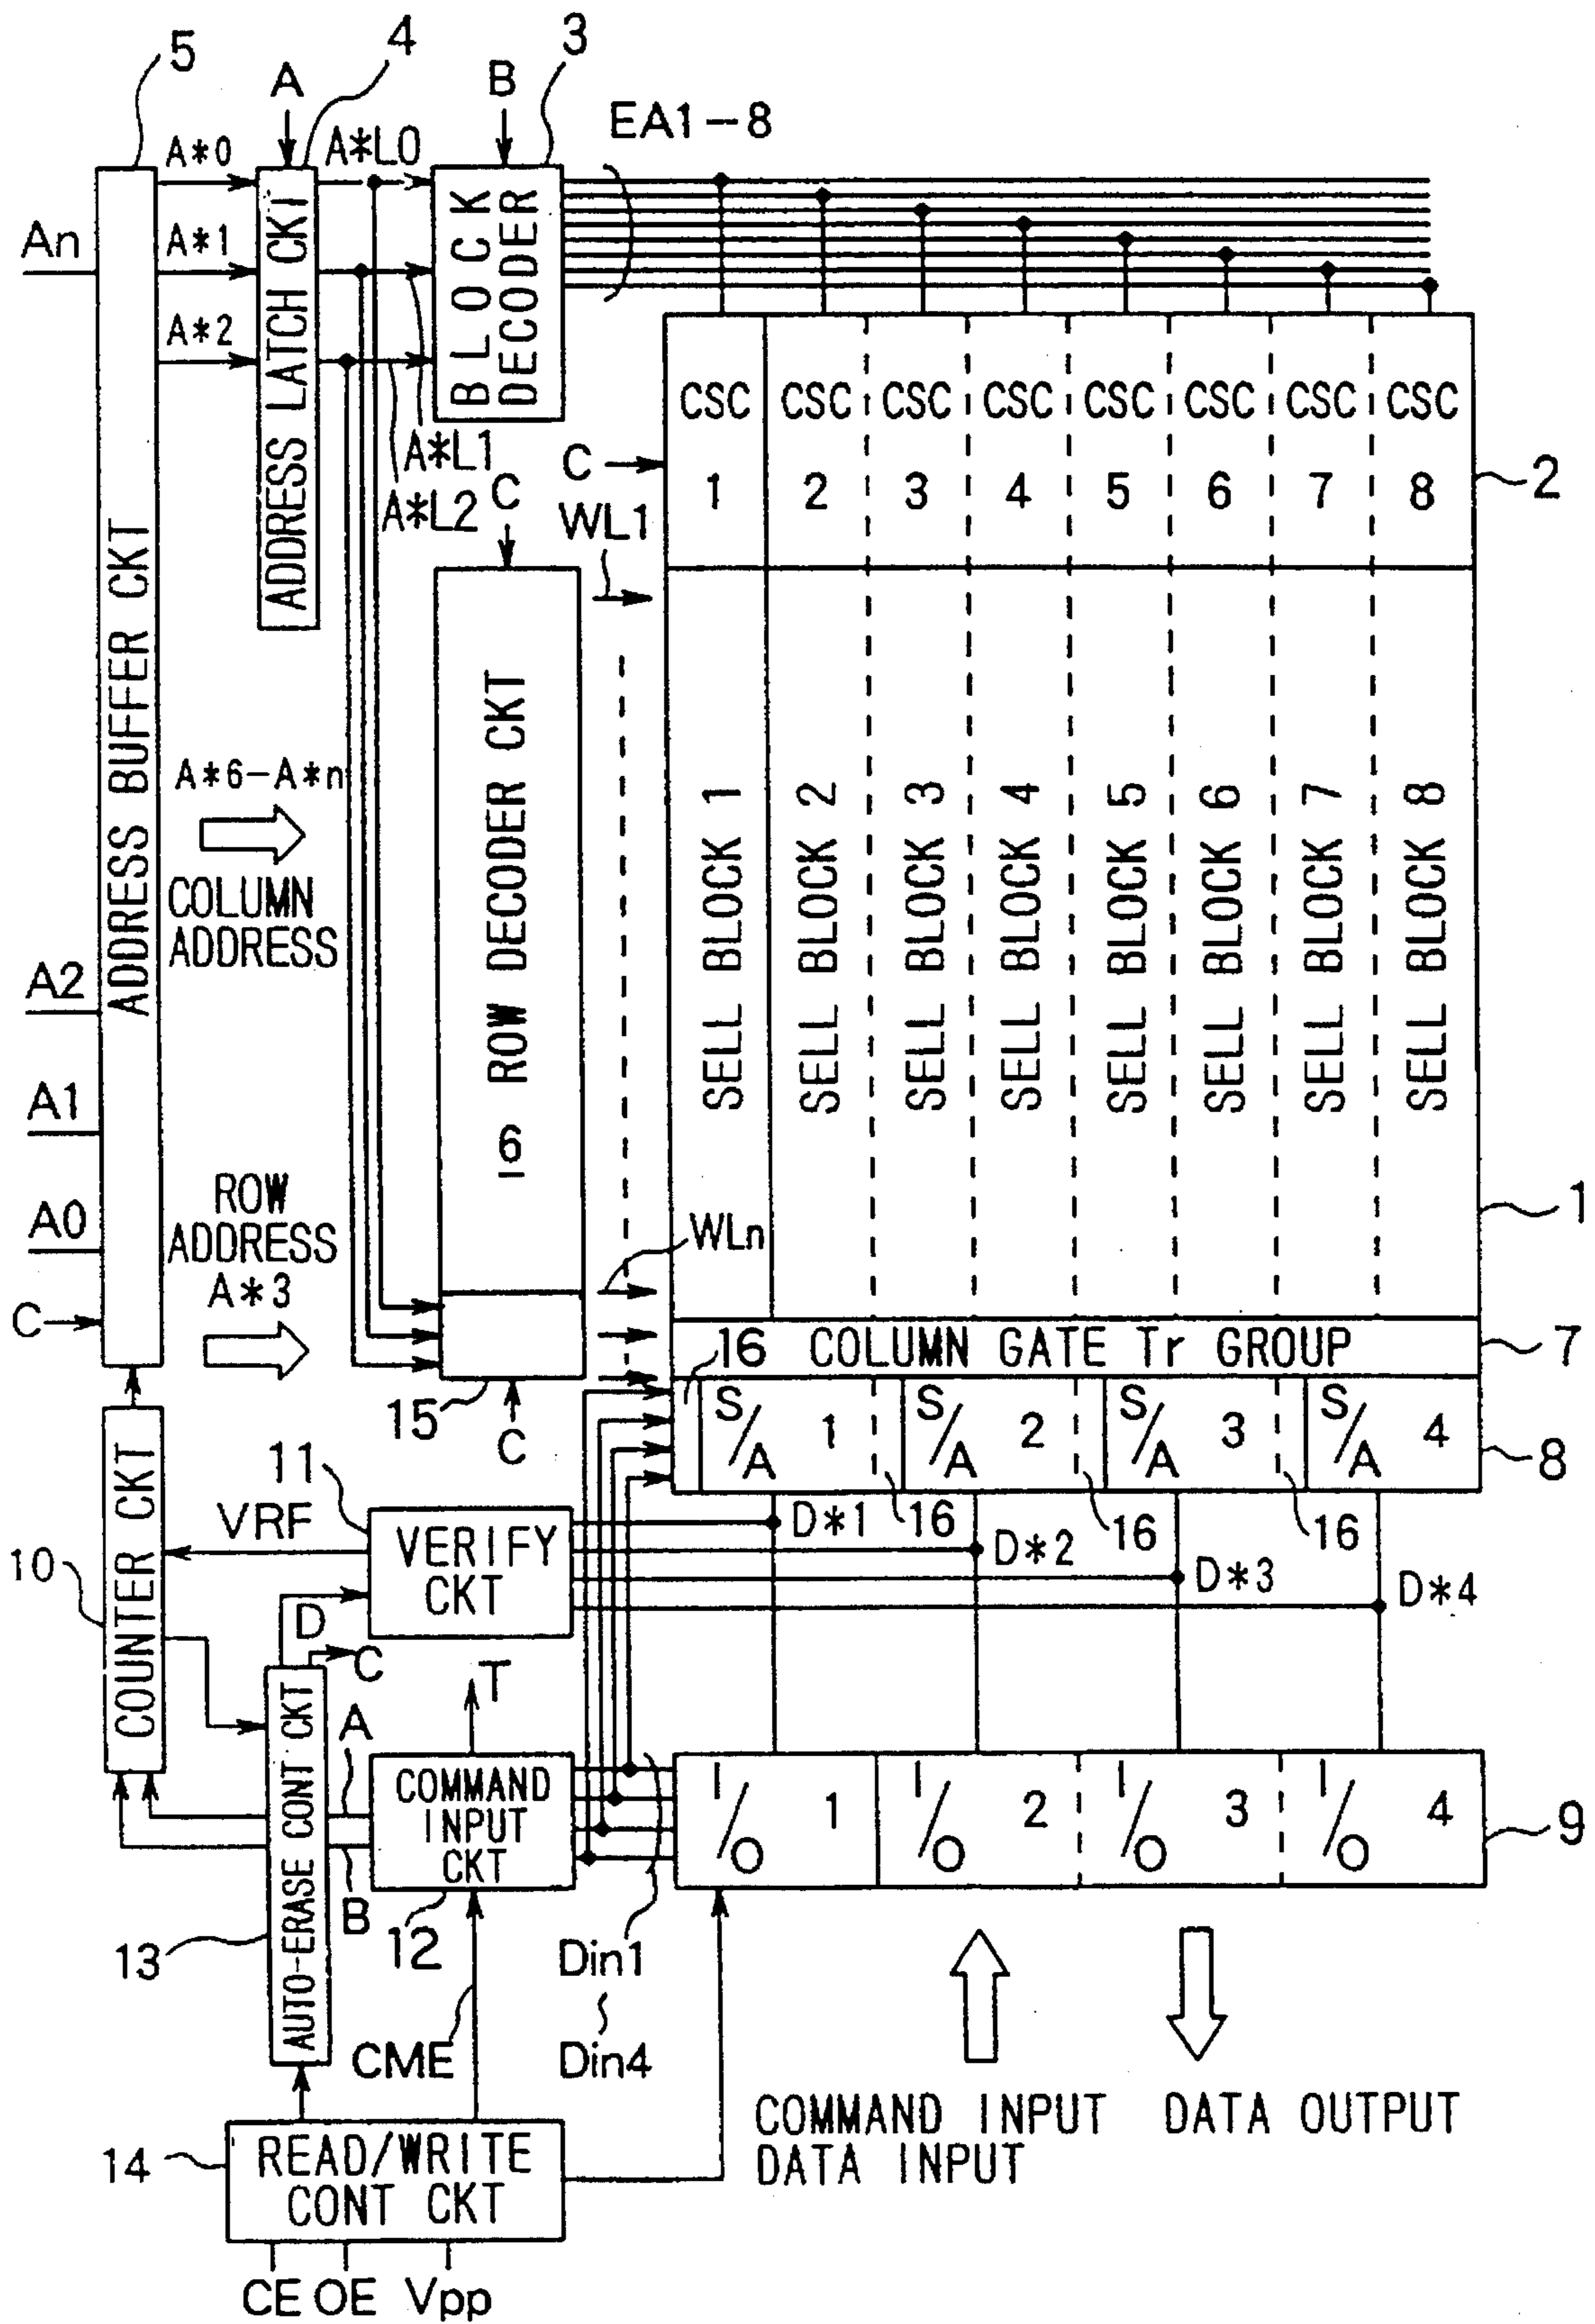 5
4
3
A
B
EA1-8
A*0
A*L0
An
A*1
A*2
ADDRESS BUFFER CKT
ADDRESS LATCH CKT
BLOCK
DECODER
A*L1
A*L2
C
C
WL1
CSC
1
CSC
2
CSC
3
CSC
4
CSC
5
CSC
6
CSC
7
CSC
8
2
6 ROW DECODER CKT
SELL BLOCK 1
SELL BLOCK 2
SELL BLOCK 3
SELL BLOCK 4
SELL BLOCK 5
SELL BLOCK 6
SELL BLOCK 7
SELL BLOCK 8
1
A*6-A*n
COLUMN
ADDRESS
A2
A1
A0
ROW
ADDRESS
A*3
C
WLn
15
C
16
COLUMN GATE Tr GROUP
7
S/A 1
S/A 2
S/A 3
S/A 4
8
16
16
16
D*1
D*2
D*3
D*4
10
COUNTER CKT
VRF
11
VERIFY
CKT
D
C
T
A
B
AUTO-ERASE CONT CKT
13
COMMAND
INPUT
CKT
12
I/O 1
I/O 2
I/O 3
I/O 4
9
Din1
~
Din4
CME
14
READ/WRITE
CONT CKT
CE OE Vpp
COMMAND INPUT
DATA INPUT
DATA OUTPUT